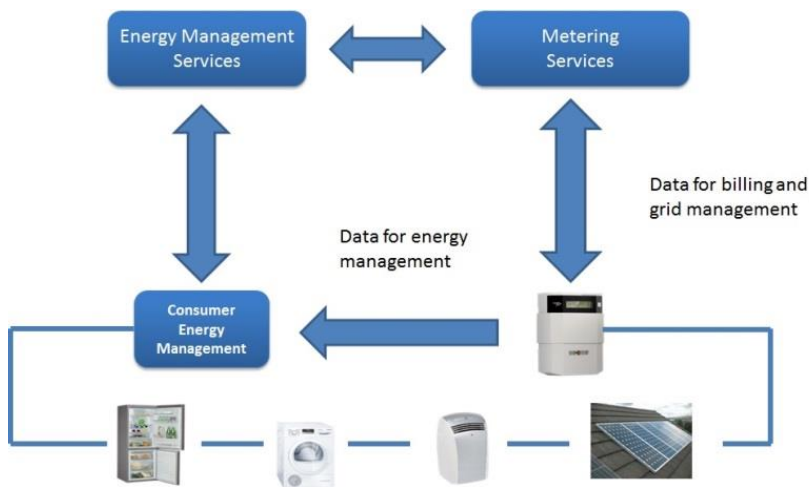 Energy Management
Services
Metering
Services
Data for billing and
grid management
Data for energy
management
Consumer
Energy
Management